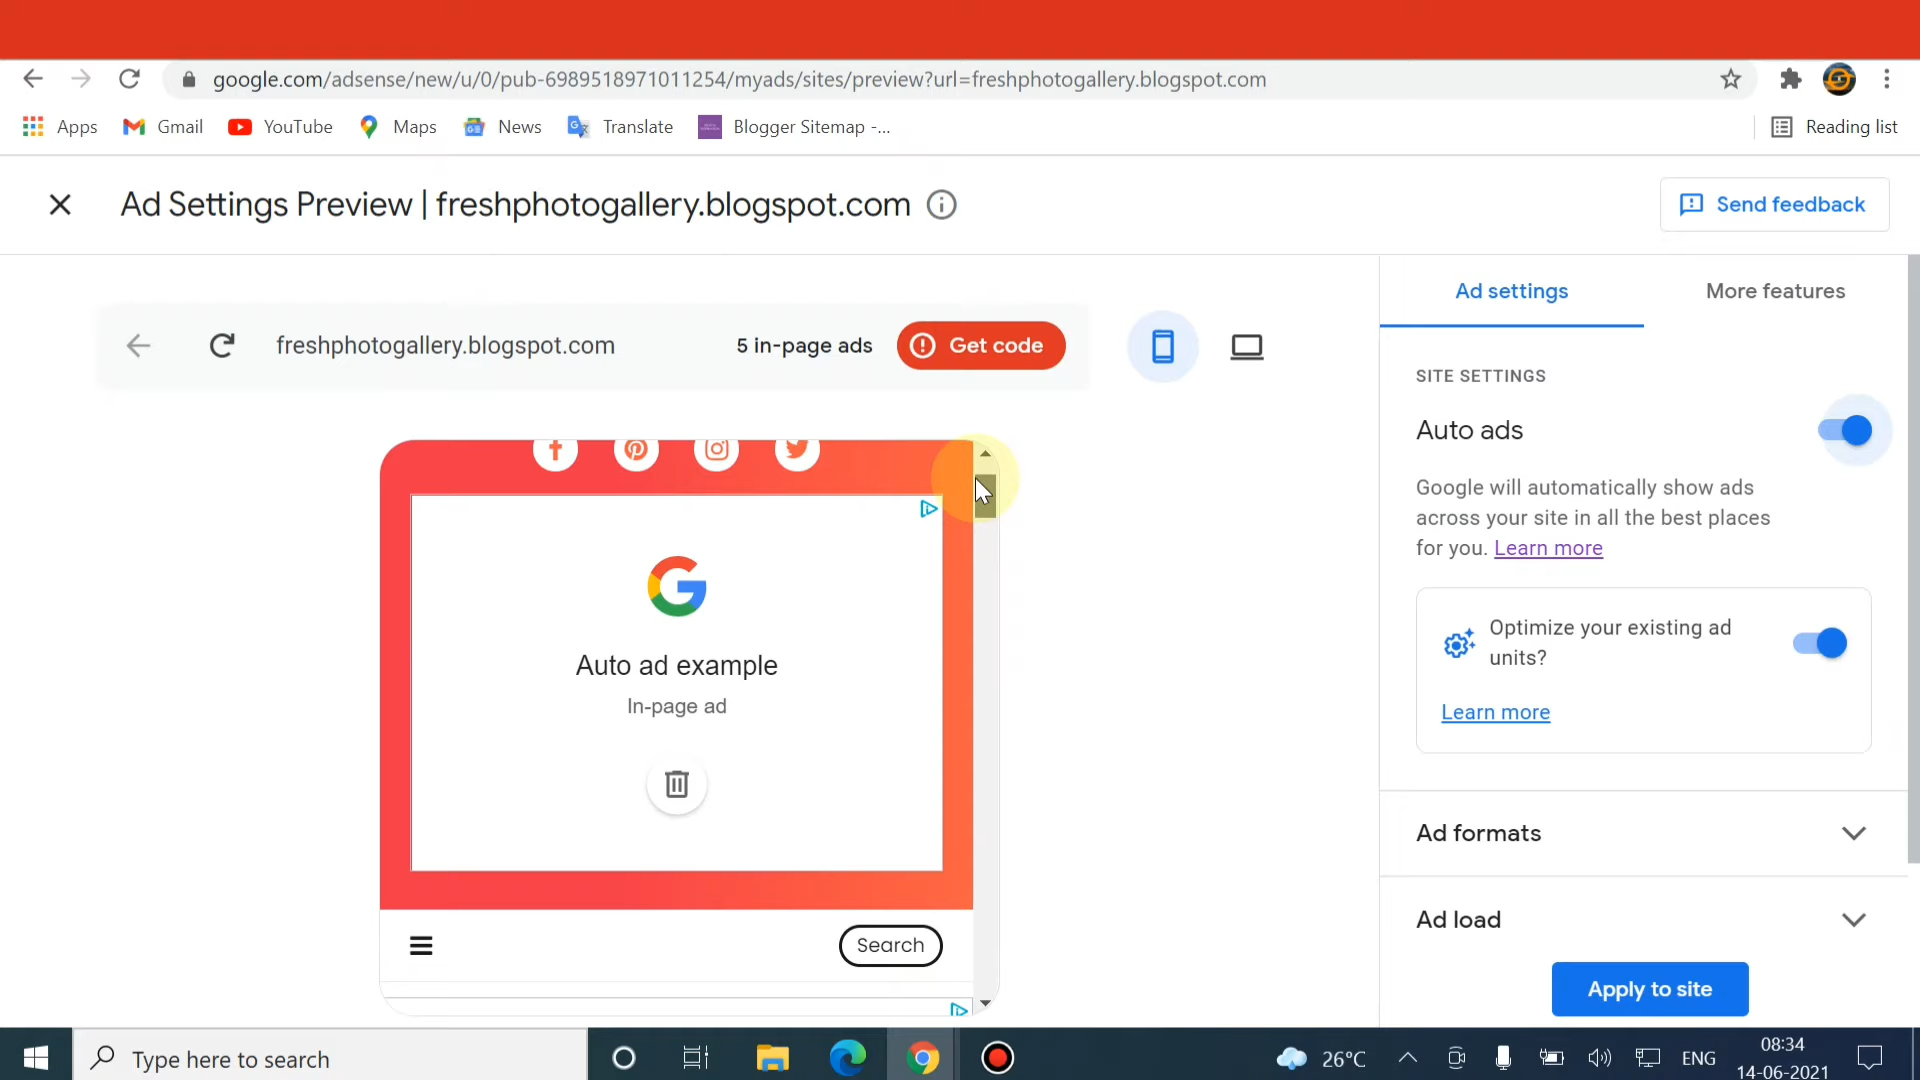 google.com/adsense/new/u/0/pub-6989518971011254/myads/sites/preview?url=freshphotogallery.blogspot.com
Apps Gmail YouTube Maps News Translate Blogger Sitemap -... Reading list
Ad Settings Preview | freshphotogallery.blogspot.com
Send feedback
Ad settings More features
freshphotogallery.blogspot.com 5 in-page ads Get code
Auto ad example
In-page ad
Search
SITE SETTINGS
Auto ads
Google will automatically show ads
across your site in all the best places
for you. Learn more
Optimize your existing ad
units?
Learn more
Ad formats
Ad load
Apply to site
Type here to search
26°C
ENG
08:34
14-06-2021